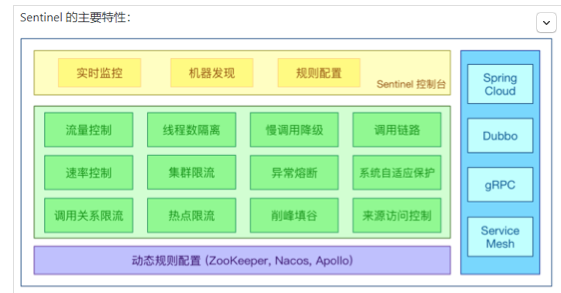 Sentinel 的主要特性：
实时监控
机器发现
规则配置
Sentinel 控制台
流量控制
线程数隔离
慢调用降级
调用链路
速率控制
集群限流
异常熔断
系统自适应保护
调用关系限流
热点限流
削峰填谷
来源访问控制
动态规则配置 (ZooKeeper, Nacos, Apollo)
Spring
Cloud
Dubbo
gRPC
Service
Mesh